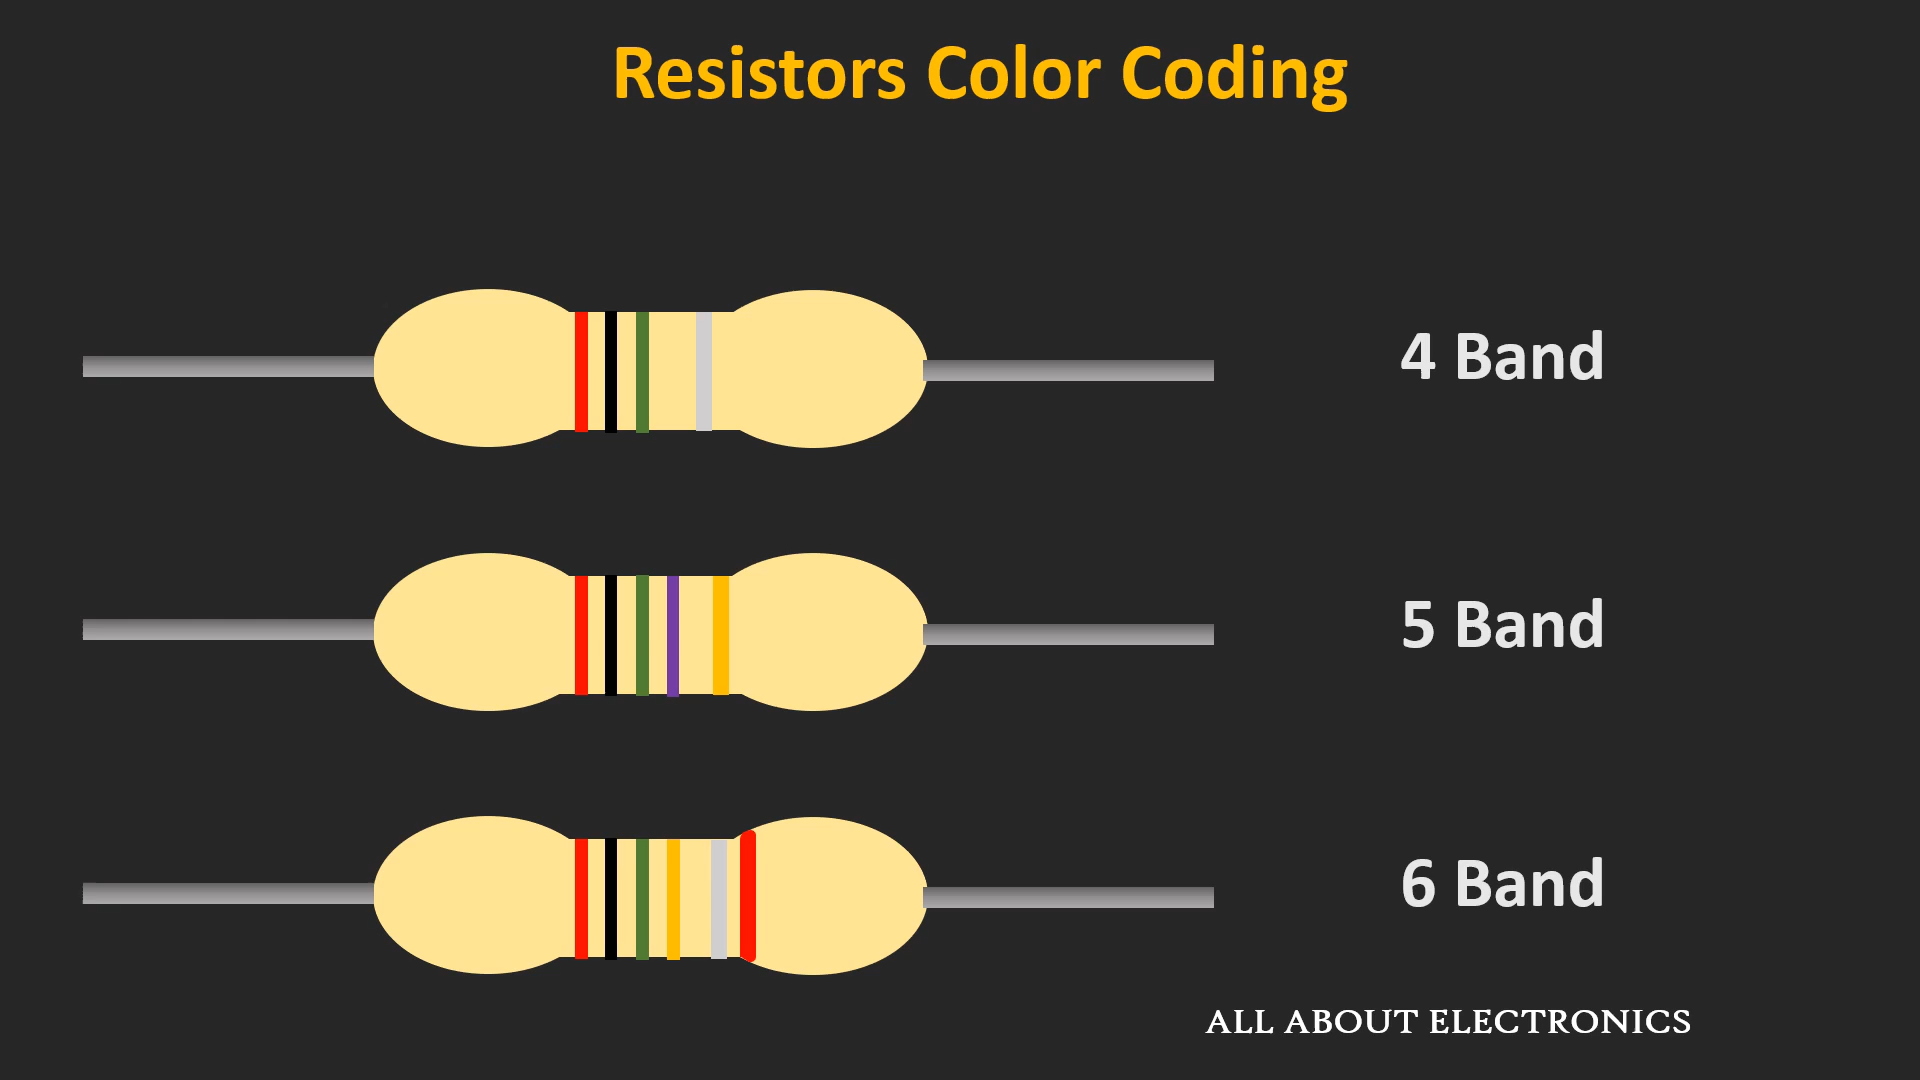 Resistors Color Coding
4 Band
5 Band
6 Band
ALL ABOUT ELECTRONICS